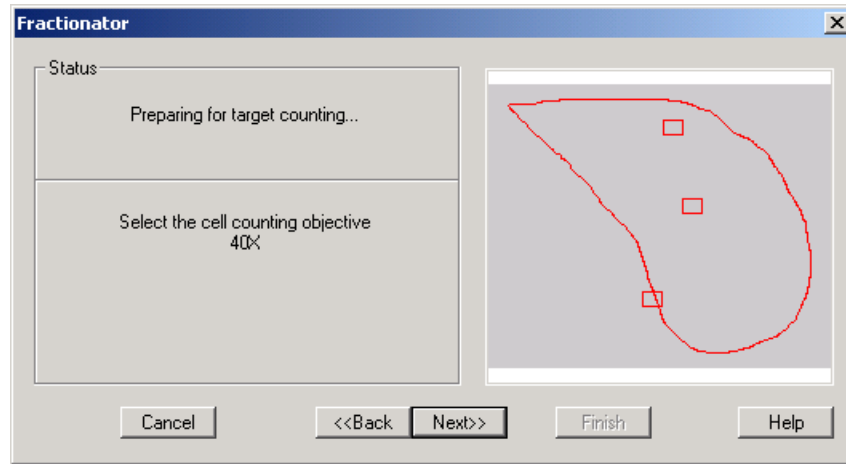 Fractionator
Status
Preparing for target counting...
Select the cell counting objective
40X
Cancel
<<Back
Next>>
Finish
Help